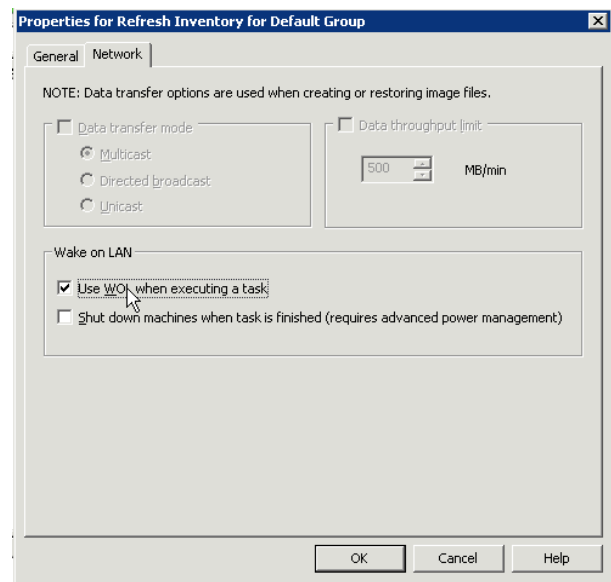 Properties for Refresh Inventory for Default Group
General Network
NOTE: Data transfer options are used when creating or restoring image files.
Data transfer mode
Data throughput limit
Multicast
500 MB/min
Directed broadcast
Unicast
Wake on LAN
Use WOL when executing a task
Shut down machines when task is finished (requires advanced power management)
OK Cancel Help